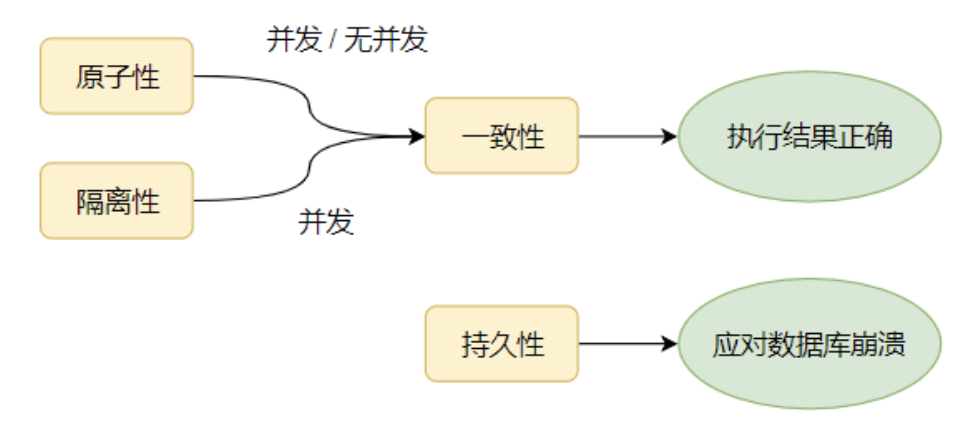 并发 / 无并发
原子性
一致性
执行结果正确
隔离性
并发
持久性
应对数据库崩溃